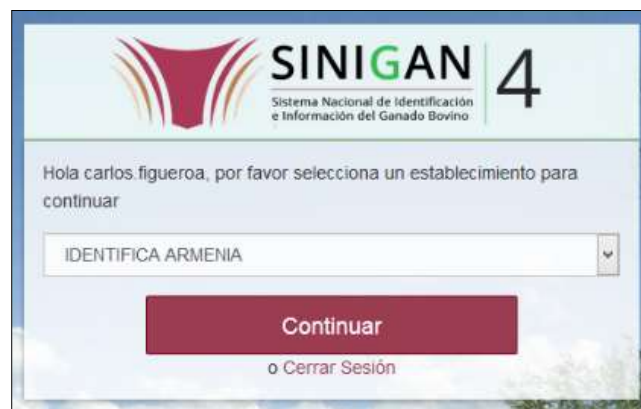 SINIGAN 4
Sistema Nacional de Identificación
e Información del Ganado Bovino
Hola carlos.figueroa, por favor selecciona un establecimiento para
continuar
IDENTIFICA ARMENIA
Continuar
o Cerrar Sesión